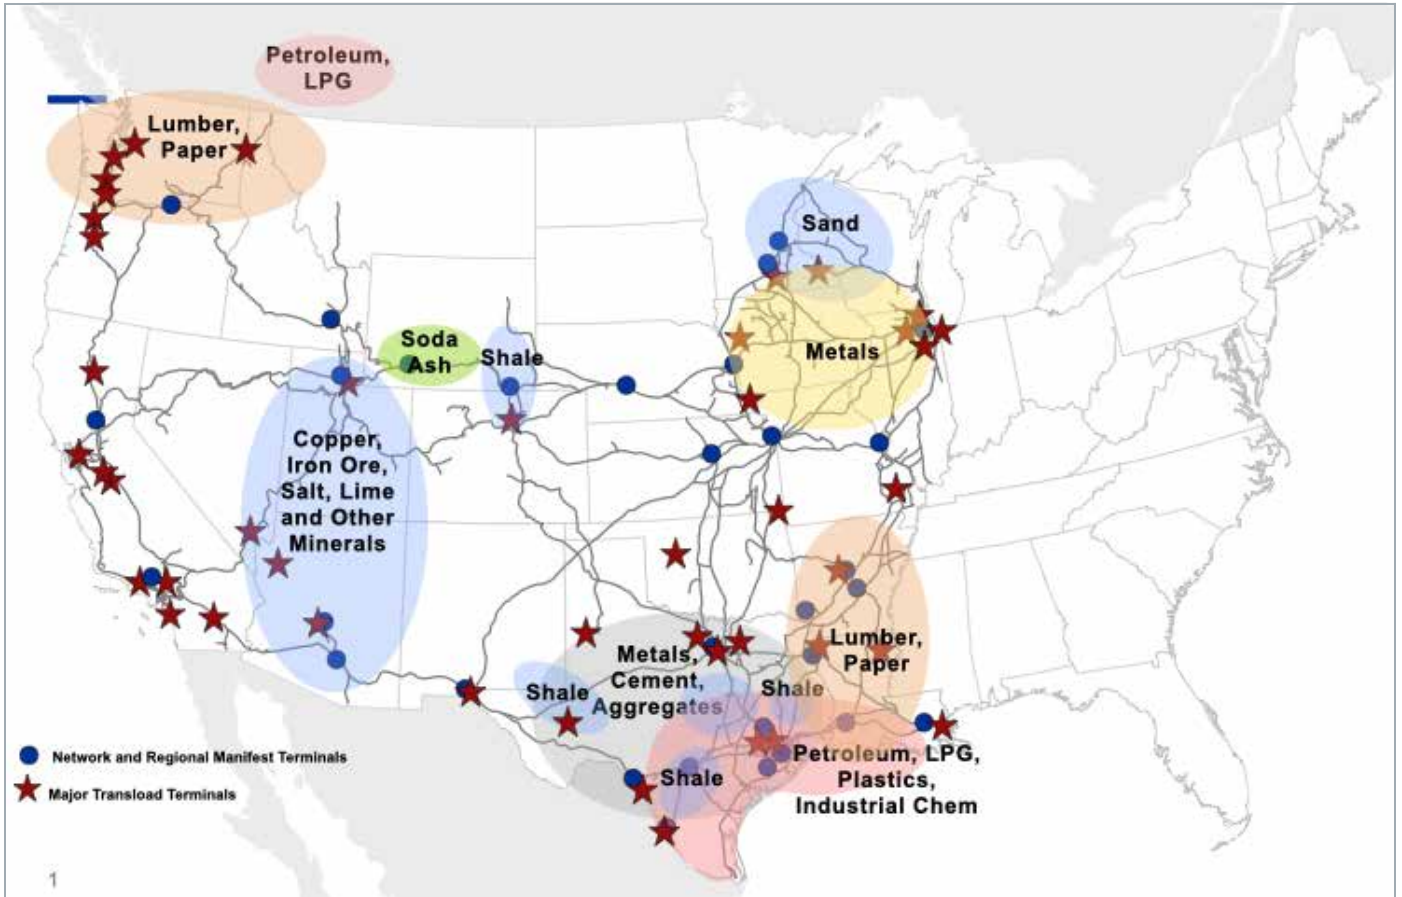 Petroleum,
LPG
Lumber,
Paper
Sand
Soda
Ash
Shale
Metals
Copper,
Iron Ore,
Salt, Lime
and Other
Minerals
Lumber,
Paper
Metals,
Cement,
Aggregates
Shale
Shale
Shale
Petroleum, LPG,
Plastics,
Industrial Chem
Network and Regional Manifest Terminals
Major Transload Terminals
1